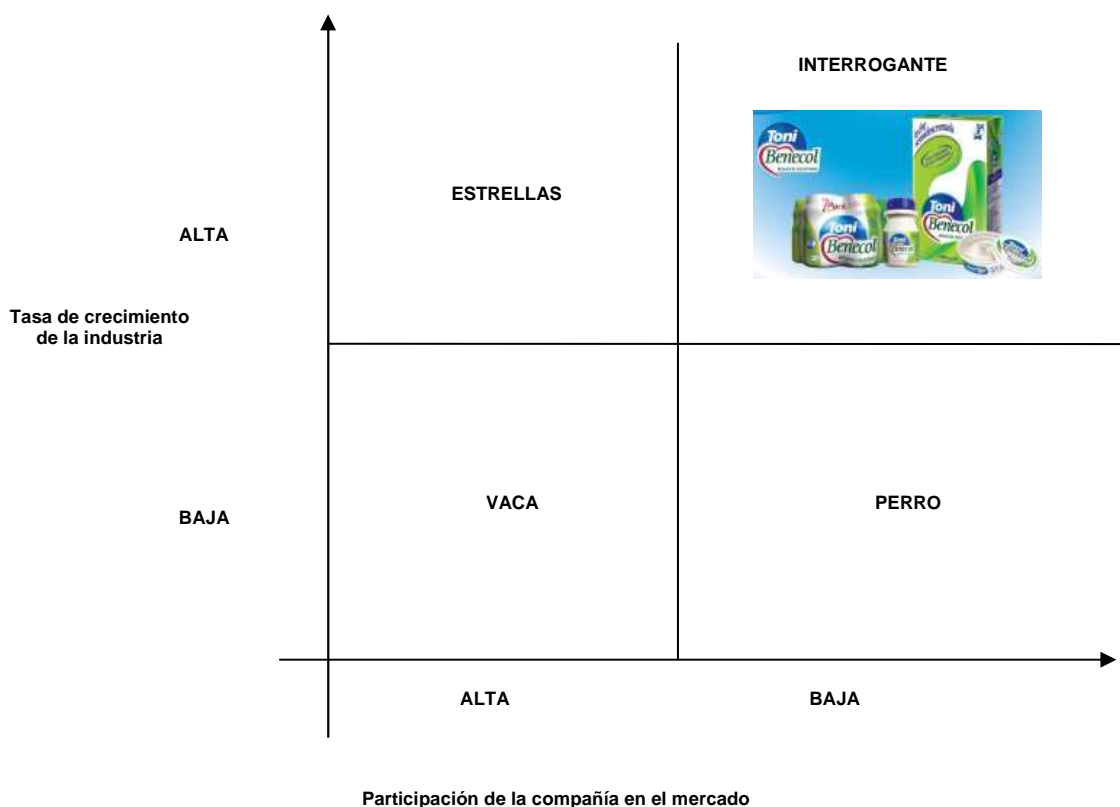 INTERROGANTE
Toni
Benecol
ESTRELLAS
ALTA
Toni
Benecol
Toni
Benecol
Tasa de crecimiento
de la industria
VACA
PERRO
BAJA
ALTA
BAJA
Participación de la compañía en el mercado